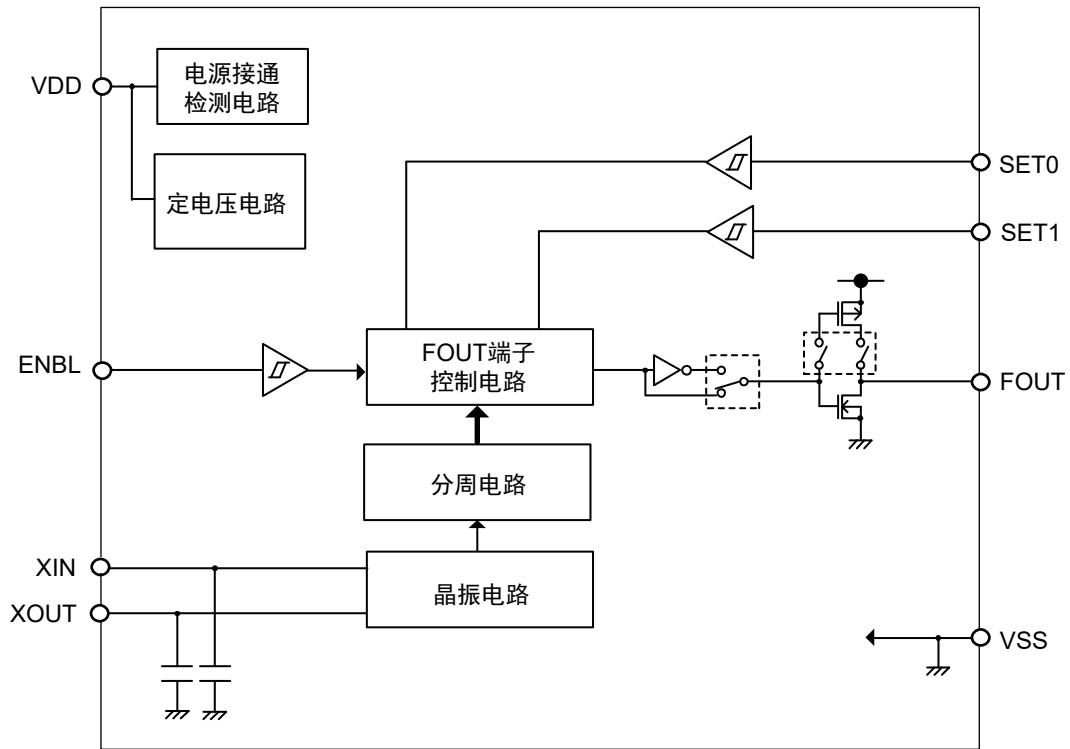 VDD
电源接通
检测电路
定电压电路
SET0
SET1
ENBL
FOUT端子
控制电路
FOUT
分周电路
XIN
晶振电路
XOUT
VSS